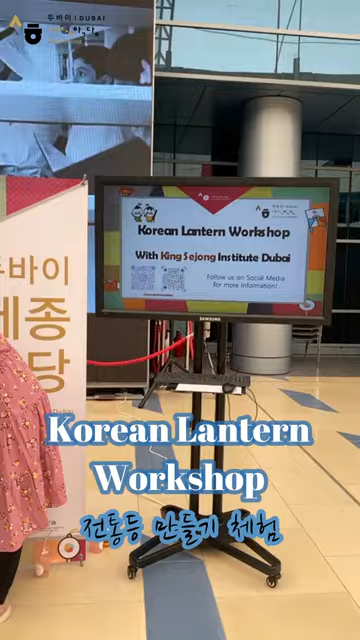 두바이 | DUBAI
Korean Lantern Workshop
With King Sejong Institute Dubai
Follow us on Social Media
for more information!
SAMSUNG
두바이
세종
당
Korean Lantern
Workshop
전통등 만들기 체험